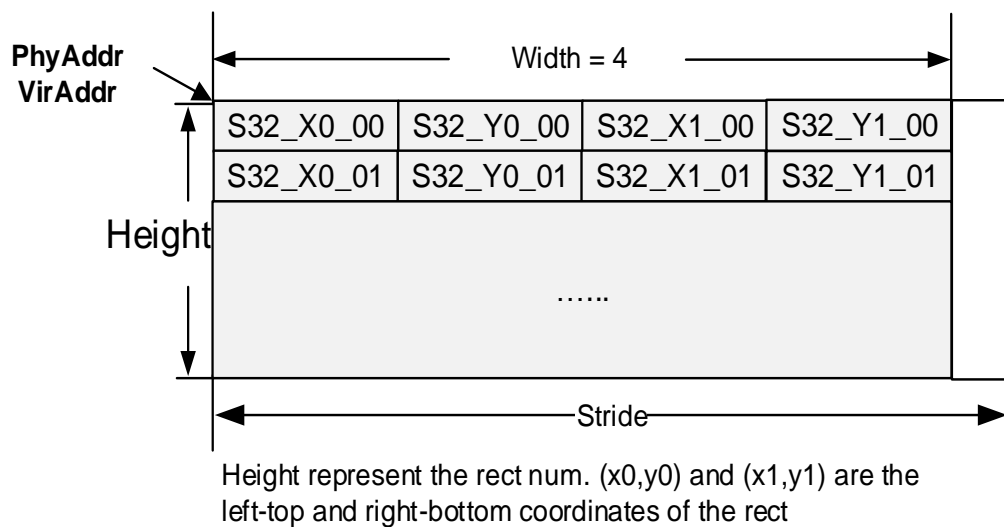 PhyAddr
VirAddr
Width = 4
S32_X0_00 S32_Y0_00 S32_X1_00 S32_Y1_00
S32_X0_01 S32_Y0_01 S32_X1_01 S32_Y1_01
Height
......
Stride
Height represent the rect num. (x0,y0) and (x1,y1) are the
left-top and right-bottom coordinates of the rect